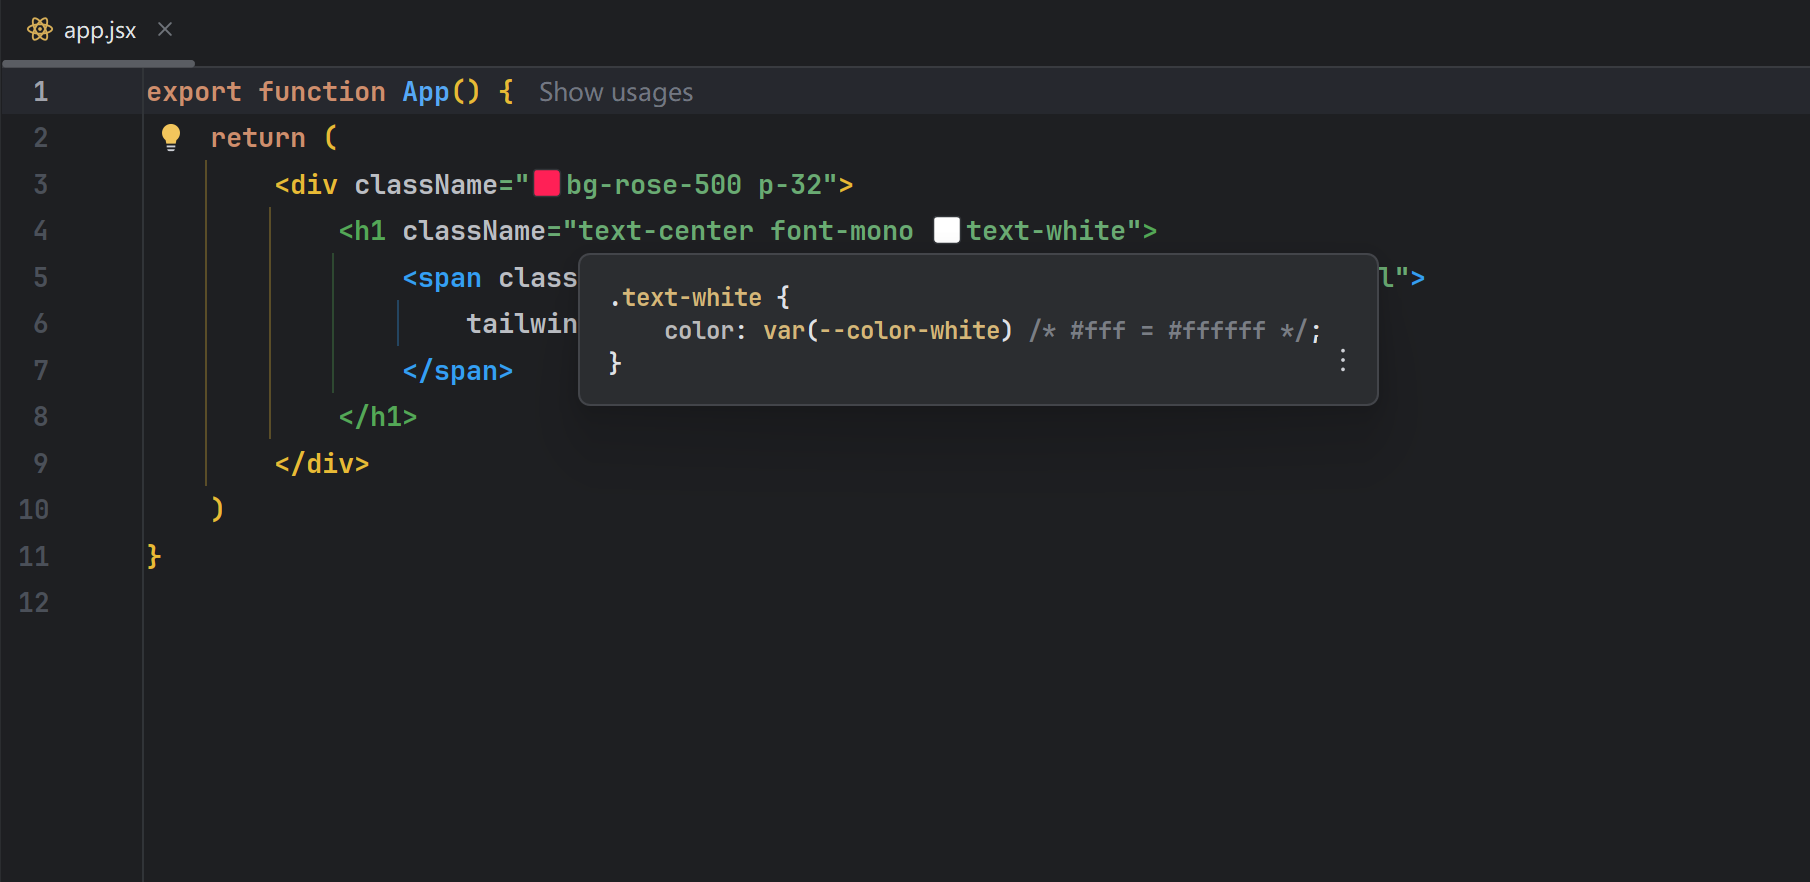 app.jsx
1 export function App() { Show usages
2 return (
3 <div className="bg-rose-500 p-32">
4 <h1 className="text-center font-mono text-white">
5 <span class l">
.text-white {
6 tailwin
color: var(--color-white) /* #fff = #ffffff */;
}
7 </span>
8 </h1>
9 </div>
10 )
11 }
12